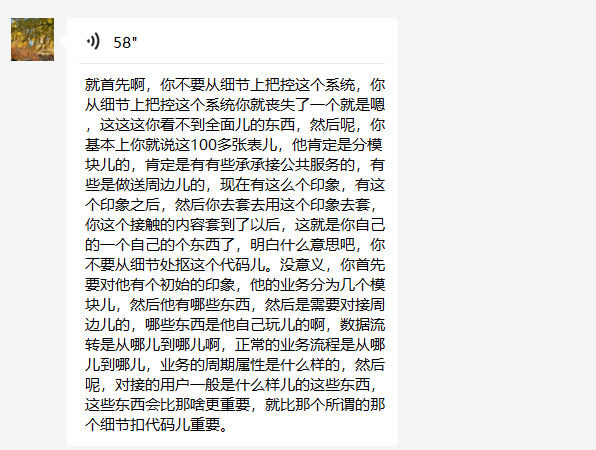 58"
就首先啊，你不要从细节上把控这个系统，你
从细节上把控这个系统你就丧失了一个就是嗯
，这这这你看不到全面儿的东西，然后呢，你
基本上你就说这100多张表儿，他肯定是分模
块儿的，肯定是有有些承承接公共服务的，有
些是做送周边儿的，现在有这么个印象，有这
个印象之后，然后你去套去用这个印象去套，
你这个接触的内容套到了以后，这就是你自己
的一个自己的个东西了，明白什么意思吧，你
不要从细节处抠这个代码儿。没意义，你首先
要对他有个初始的印象，他的业务分为几个模
块儿，然后他有哪些东西，然后是需要对接周
边儿的，哪些东西是他自己玩儿的啊，数据流
转是从哪儿到哪儿啊，正常的业务流程是从哪
儿到哪儿，业务的周期属性是什么样的，然后
呢，对接的用户一般是什么样儿的这些东西，
这些东西会比那啥更重要，就比那个所谓的那
个细节扣代码儿重要。